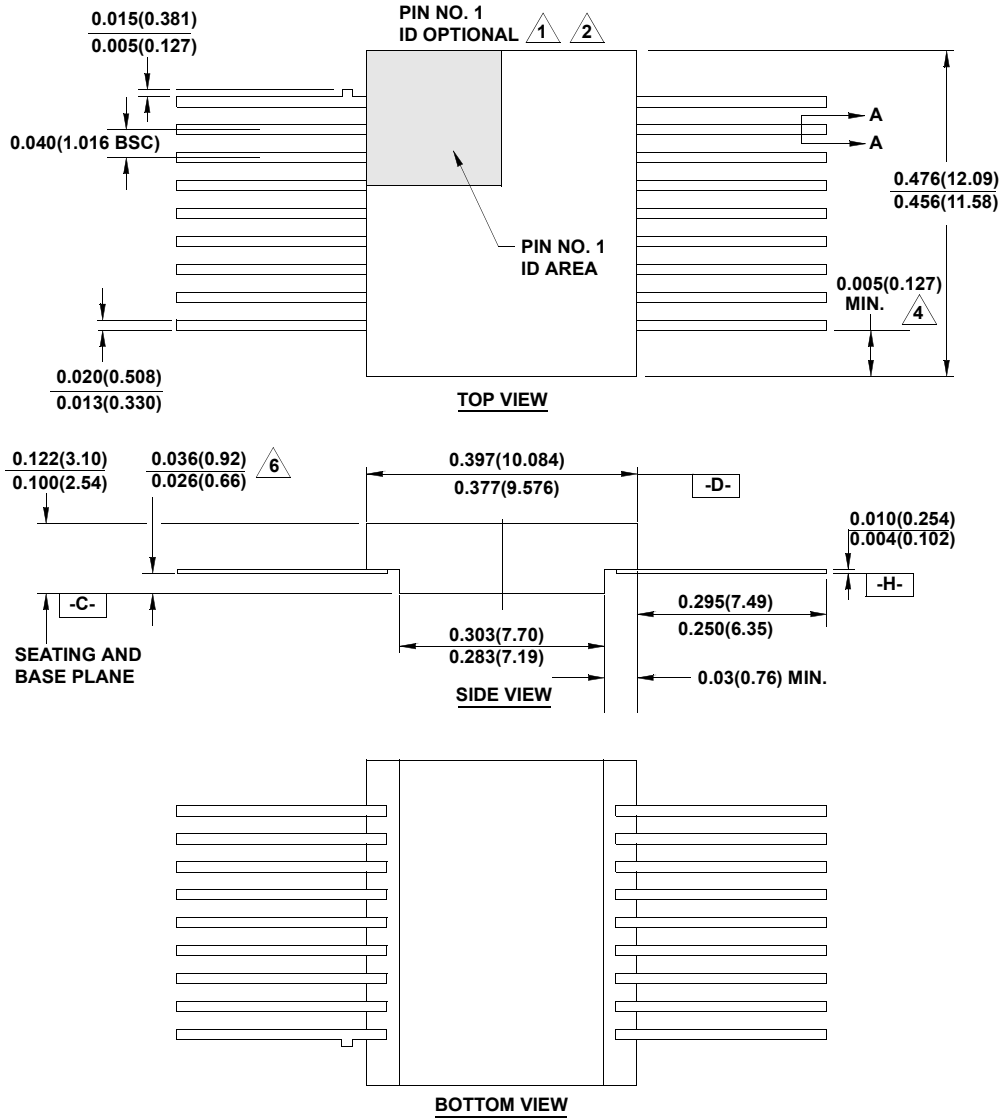 PIN NO. 1
ID OPTIONAL 1 2
0.015(0.381)
0.005(0.127)
0.040(1.016 BSC)
A
A
0.476(12.09)
0.456(11.58)
PIN NO. 1
ID AREA
0.005(0.127)
MIN. 4
0.020(0.508)
0.013(0.330)
TOP VIEW
0.122(3.10)
0.100(2.54)
0.036(0.92)
0.026(0.66)
6
0.397(10.084)
0.377(9.576)
-D-
0.010(0.254)
0.004(0.102)
-H-
-C-
0.295(7.49)
0.250(6.35)
0.303(7.70)
0.283(7.19)
SEATING AND
BASE PLANE
0.03(0.76) MIN.
SIDE VIEW
BOTTOM VIEW